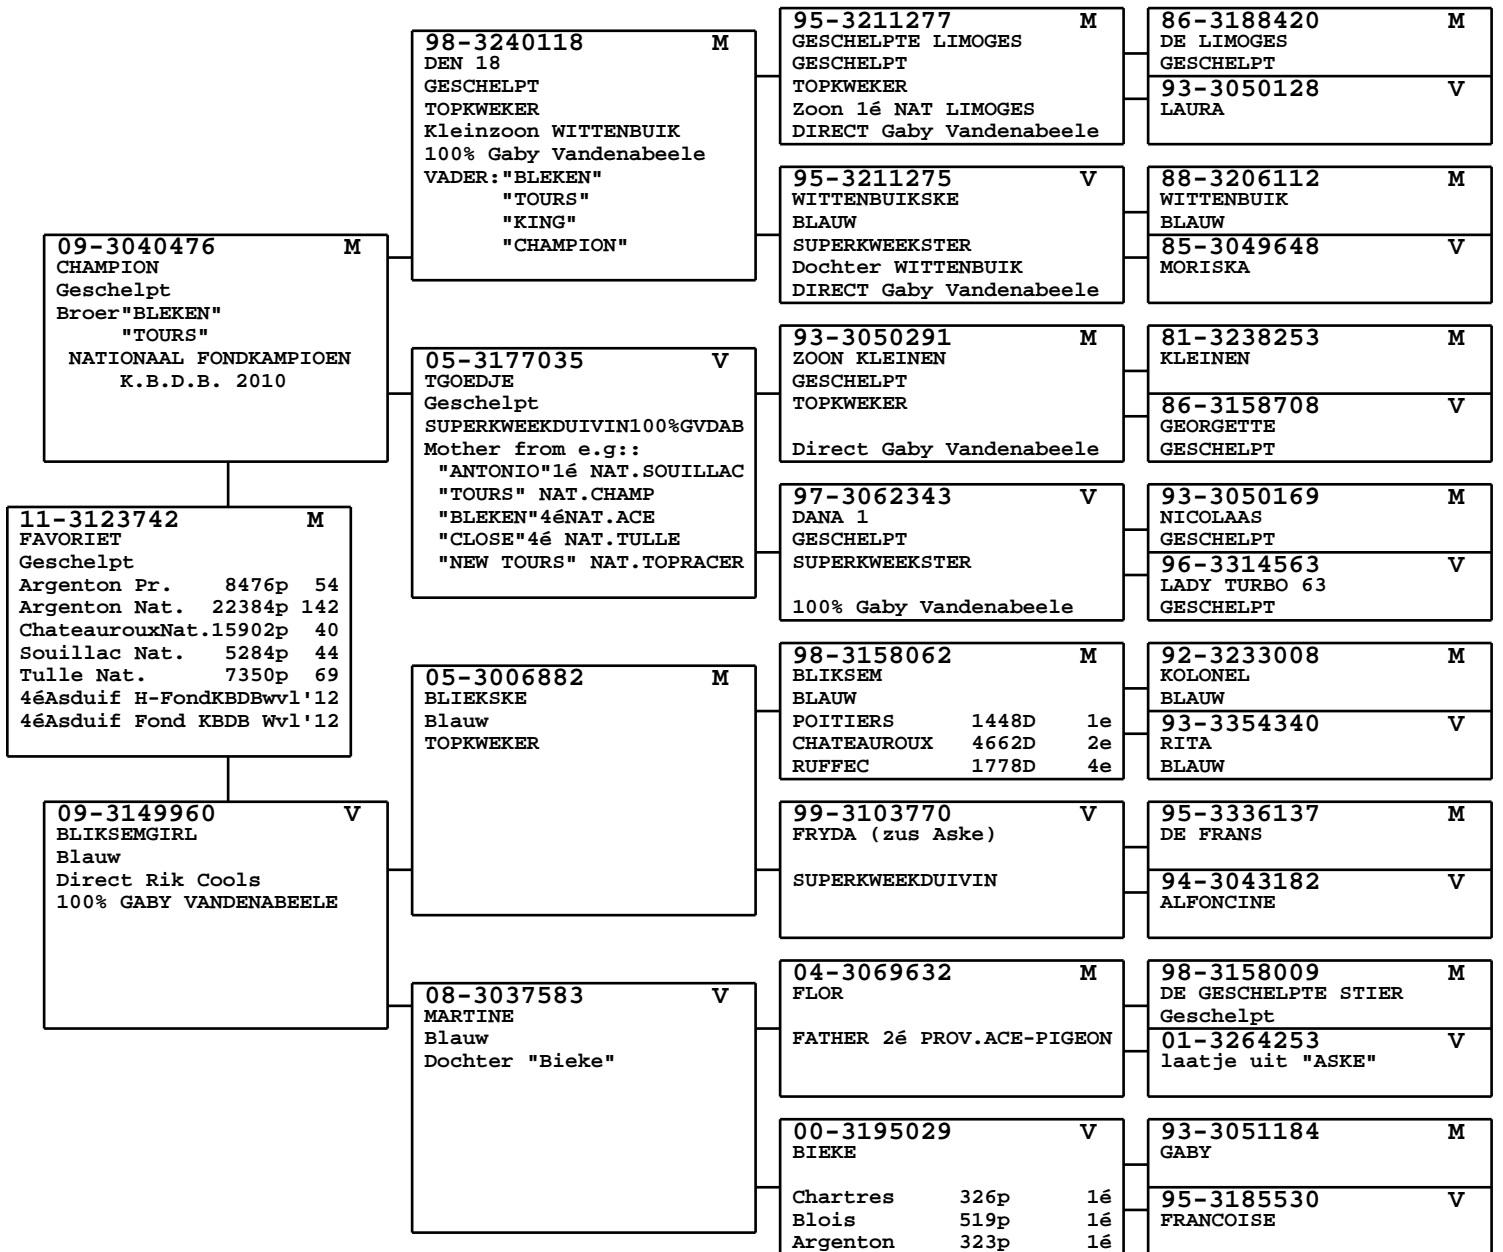 09-3040476 M
CHAMPION
Geschelpt
Broer"BLEKEN"
"TOURS"
NATIONAAL FONDKAMPIOEN
K.B.D.B. 2010
11-3123742 M
FAVORIET
Geschelpt
Argenton Pr. 8476p 54
Argenton Nat. 22384p 142
ChateaurouxNat.15902p 40
Souillac Nat. 5284p 44
Tulle Nat. 7350p 69
4éAsduif H-FondKBDBwvl'12
4éAsduif Fond KBDB Wvl'12
09-3149960 V
BLIKSEMGIRL
Blauw
Direct Rik Cools
100% GABY VANDENABEELE
98-3240118 M
DEN 18
GESCHELPT
TOPKWEKER
Kleinzoon WITTENBUIK
100% Gaby Vandenabeele
VADER:"BLEKEN"
"TOURS"
"KING"
"CHAMPION"
05-3177035 V
TGOEDJE
Geschelpt
SUPERKWEEKDUIVIN100%GVDAB
Mother from e.g::
"ANTONIO"1é NAT.SOUILLAC
"TOURS" NAT.CHAMP
"BLEKEN"4éNAT.ACE
"CLOSE"4é NAT.TULLE
"NEW TOURS" NAT.TOPRACER
05-3006882 M
BLIEKSKE
Blauw
TOPKWEKER
08-3037583 V
MARTINE
Blauw
Dochter "Bieke"
95-3211277 M
GESCHELPTE LIMOGES
GESCHELPT
TOPKWEKER
Zoon 1é NAT LIMOGES
DIRECT Gaby Vandenabeele
95-3211275 V
WITTENBUIKSKE
BLAUW
SUPERKWEEKSTER
Dochter WITTENBUIK
DIRECT Gaby Vandenabeele
93-3050291 M
ZOON KLEINEN
GESCHELPT
TOPKWEKER
Direct Gaby Vandenabeele
97-3062343 V
DANA 1
GESCHELPT
SUPERKWEEKSTER
100% Gaby Vandenabeele
98-3158062 M
BLIKSEM
BLAUW
POITIERS 1448D 1e
CHATEAUROUX 4662D 2e
RUFFEC 1778D 4e
99-3103770 V
FRYDA (zus Aske)
SUPERKWEEKDUIVIN
04-3069632 M
FLOR
FATHER 2é PROV.ACE-PIGEON
00-3195029 V
BIEKE
Chartres 326p 1é
Blois 519p 1é
Argenton 323p 1é
86-3188420 M
DE LIMOGES
GESCHELPT
93-3050128 V
LAURA
88-3206112 M
WITTENBUIK
BLAUW
85-3049648 V
MORISKA
81-3238253 M
KLEINEN
86-3158708 V
GEORGETTE
GESCHELPT
93-3050169 M
NICOLAAS
GESCHELPT
96-3314563 V
LADY TURBO 63
GESCHELPT
92-3233008 M
KOLONEL
BLAUW
93-3354340 V
RITA
BLAUW
95-3336137 M
DE FRANS
94-3043182 V
ALFONCINE
98-3158009 M
DE GESCHELPTE STIER
Geschelpt
01-3264253 V
laatje uit "ASKE"
93-3051184 M
GABY
95-3185530 V
FRANCOISE